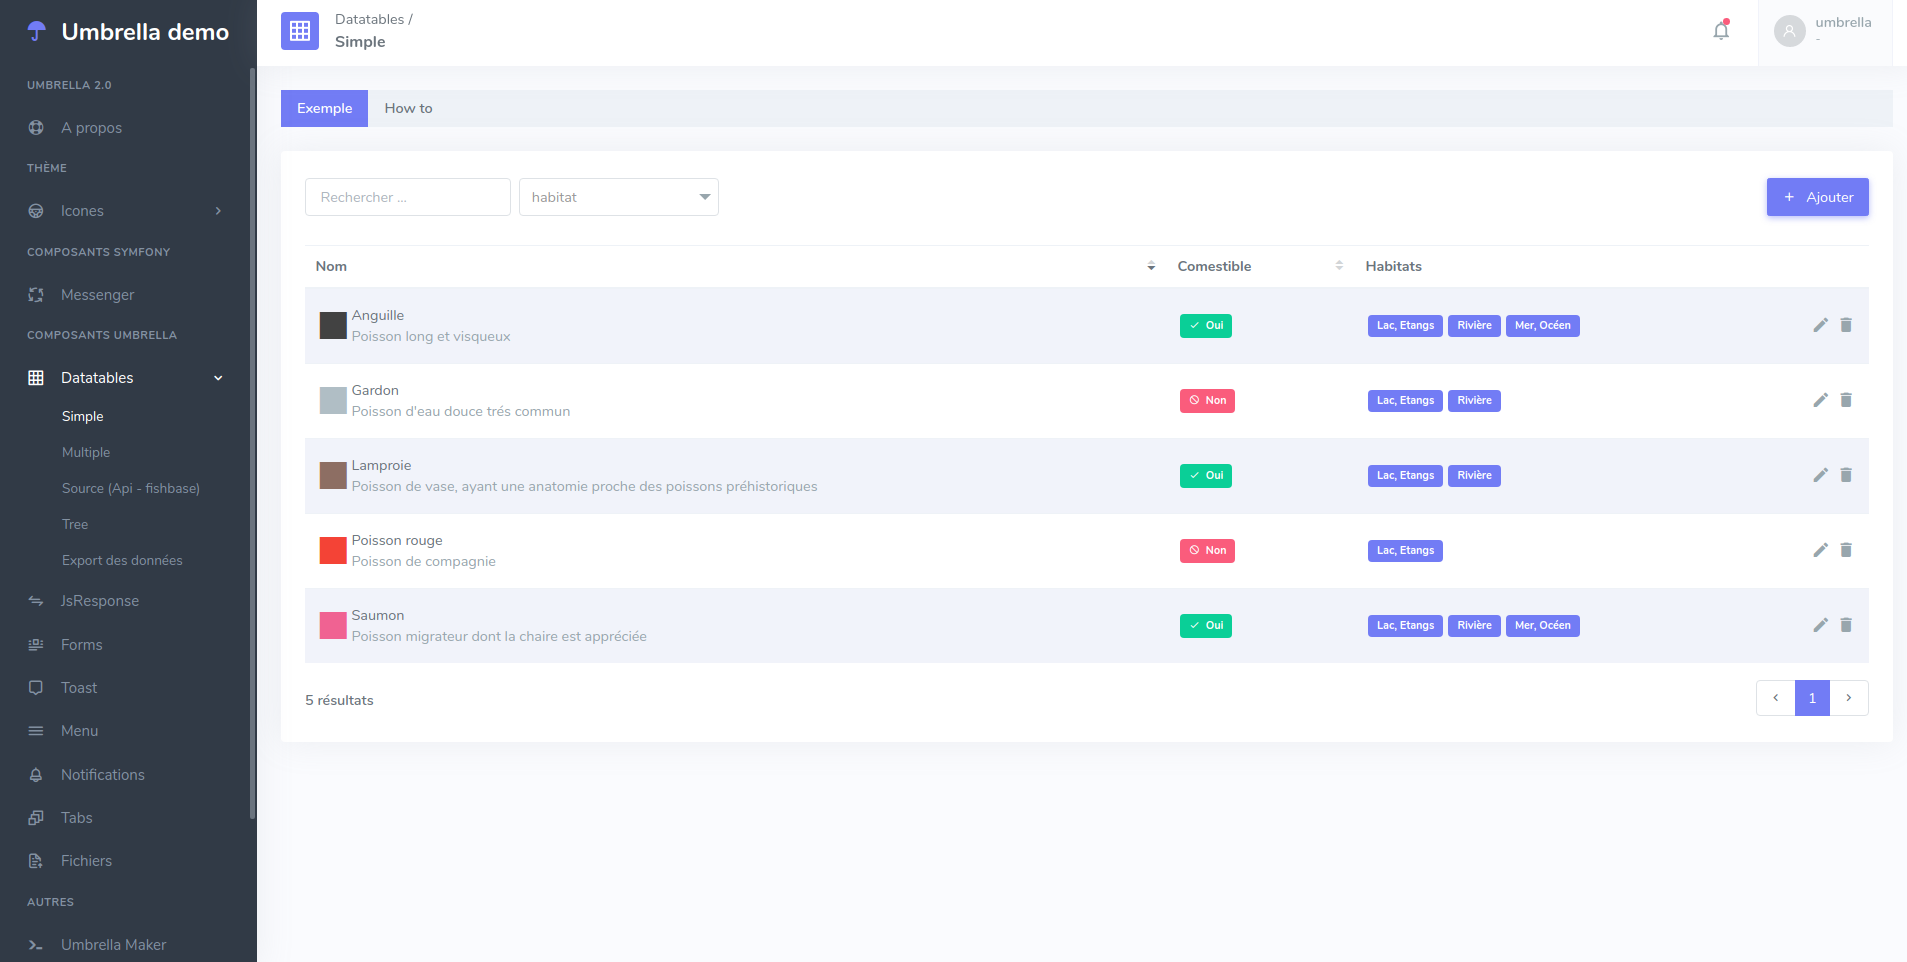 Umbrella demo
UMBRELLA 2.0
A propos
THÈME
Icones
COMPOSANTS SYMFONY
Messenger
COMPOSANTS UMBRELLA
Datatables
Simple
Multiple
Source (Api - fishbase)
Tree
Export des données
JsResponse
Forms
Toast
Menu
Notifications
Tabs
Fichiers
AUTRES
Umbrella Maker
Datatables /
Simple
umbrella
-
Exemple How to
Rechercher ... habitat + Ajouter
Nom Comestible Habitats
Anguille
Poisson long et visqueux
Oui Lac, Etangs Rivière Mer, Océen
Gardon
Poisson d'eau douce trés commun
Non Lac, Etangs Rivière
Lamproie
Poisson de vase, ayant une anatomie proche des poissons préhistoriques
Oui Lac, Etangs Rivière
Poisson rouge
Poisson de compagnie
Non Lac, Etangs
Saumon
Poisson migrateur dont la chaire est appréciée
Oui Lac, Etangs Rivière Mer, Océen
5 résultats
1